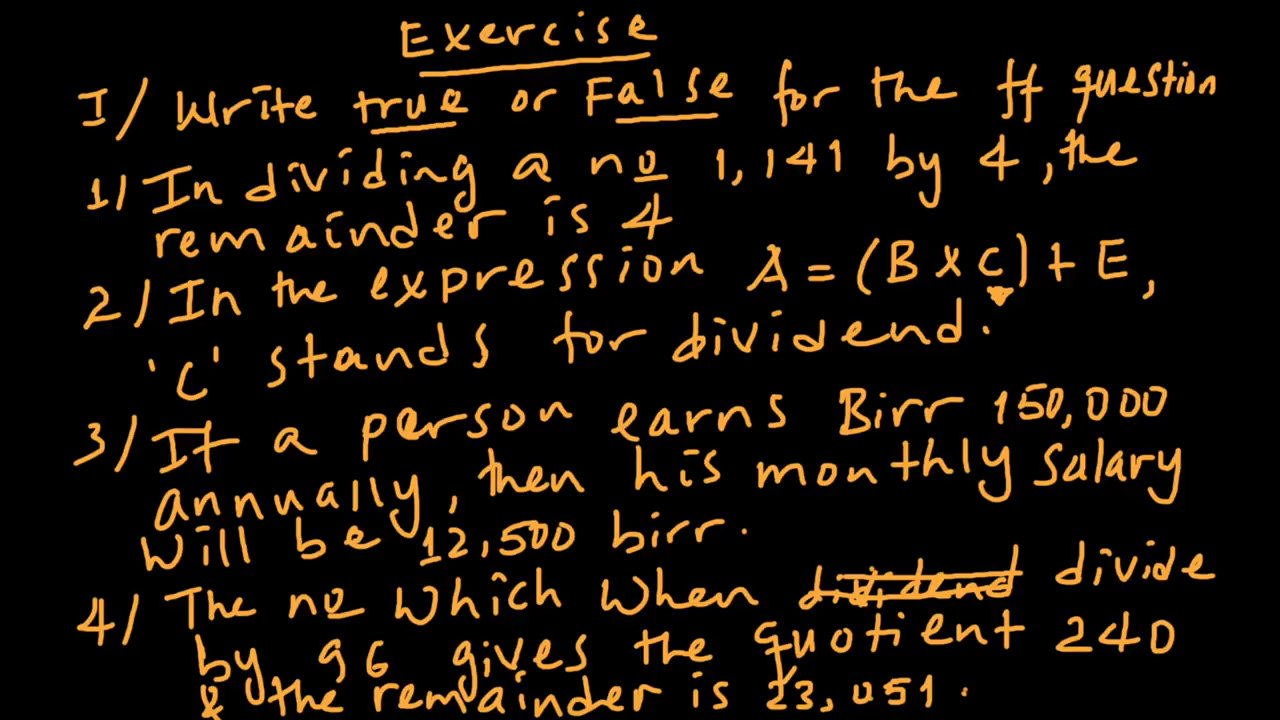 Exercise
I/ Write true or False for the ff question
1/ In dividing a no 1,141 by 4, the
remainder is 4
2/ In the expression A = (B x C) + E,
'C' stands for dividend.
3/ If a person earns Birr 150,000
annually, then his monthly Salary
will be 12,500 birr.
4/ The no which when dividend divide
by 96 gives the quotient 240
& the remainder is 23,051.